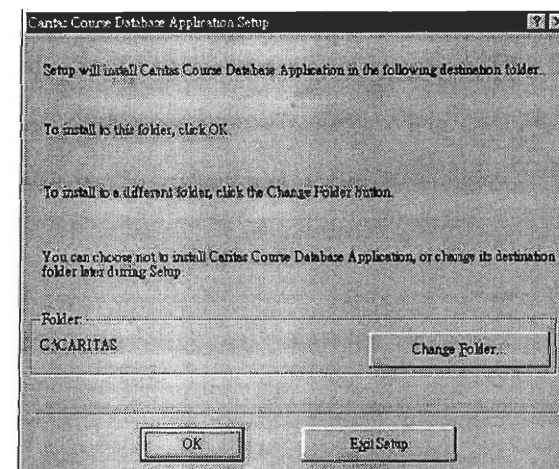 Caritas Course Database Application Setup
Setup will install Caritas Course Database Application in the following destination folder.
To install to this folder, click OK.
To install to a different folder, click the Change Folder button.
You can choose not to install Caritas Course Database Application, or change its destination
folder later during Setup
Folder:
C:\CARITAS
Change Folder...
OK
Exit Setup